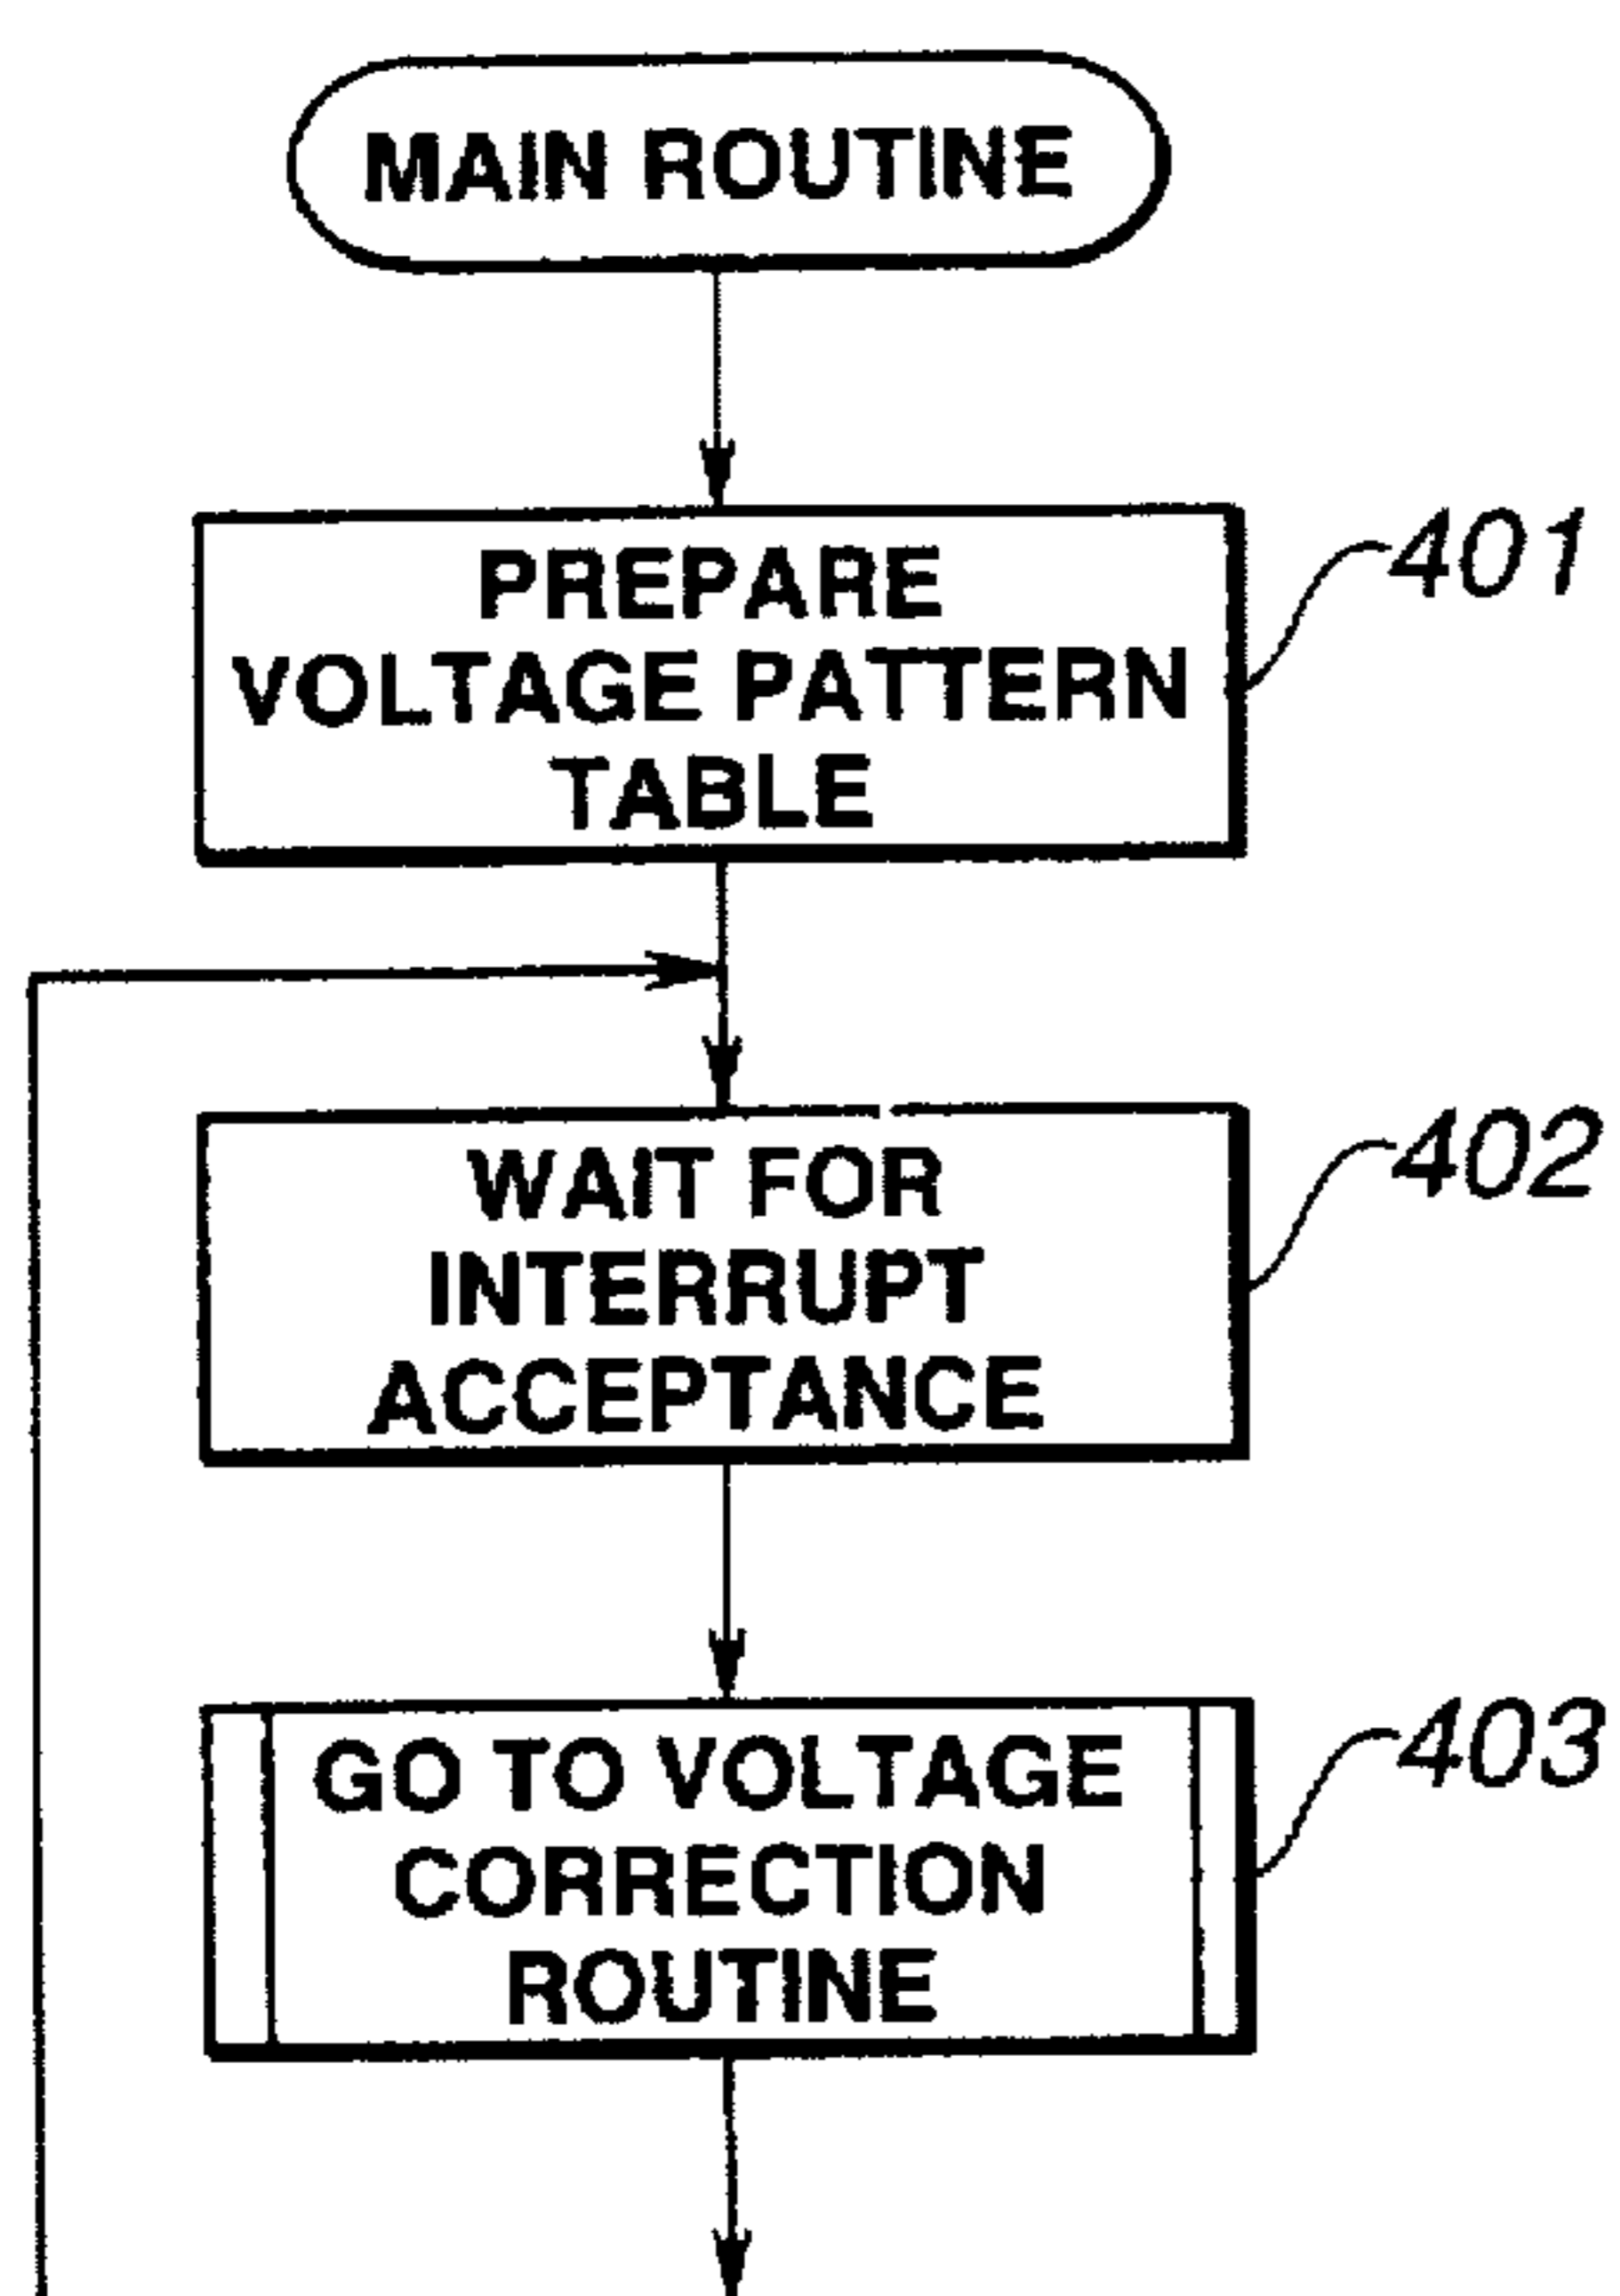 MAIN ROUTINE
PREPARE
VOLTAGE PATTERN
TABLE
401
WAIT FOR
INTERRUPT
ACCEPTANCE
402
GO TO VOLTAGE
CORRECTION
ROUTINE
403